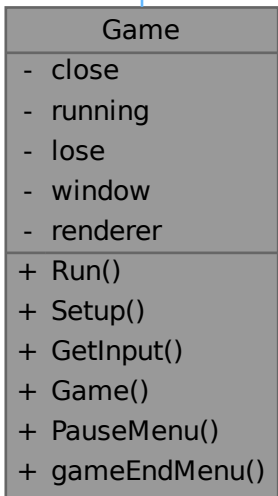 Game
- close
- running
- lose
- window
- renderer
+ Run()
+ Setup()
+ GetInput()
+ Game()
+ PauseMenu()
+ gameEndMenu()